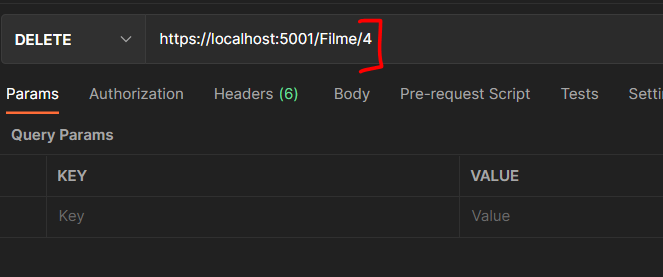 DELETE https://localhost:5001/Filme/4
Params Authorization Headers (6) Body Pre-request Script Tests Setti
Query Params
KEY VALUE
Key Value